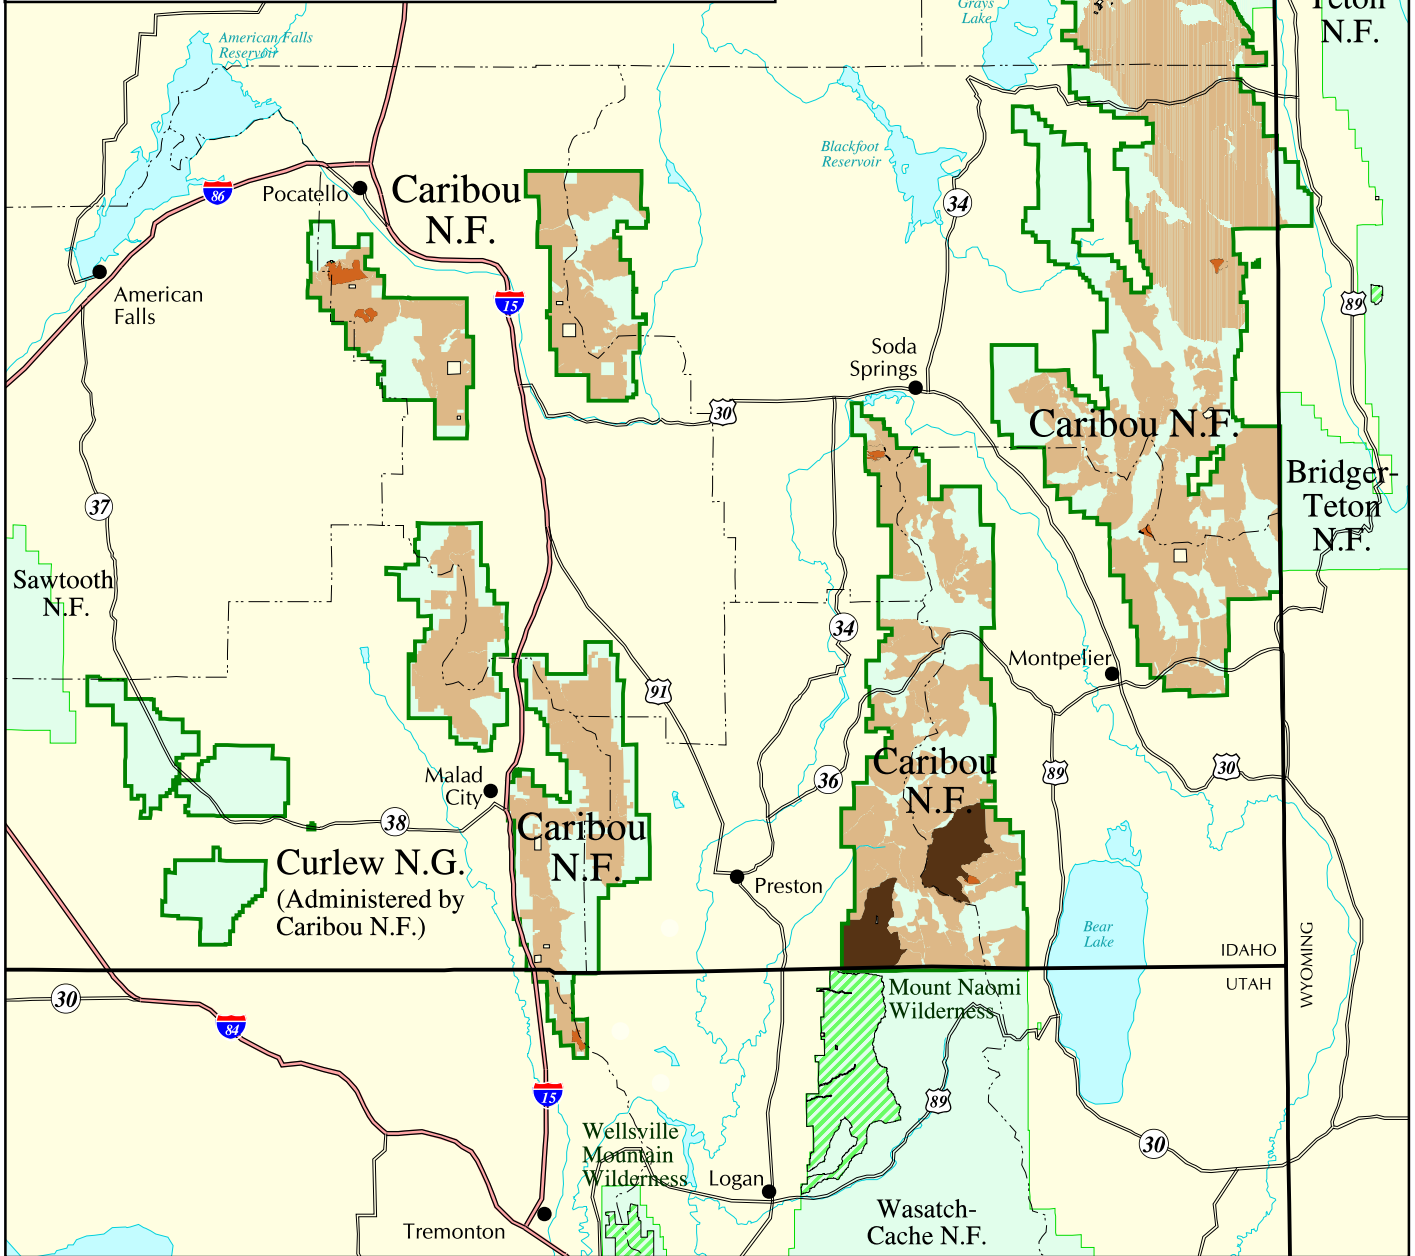 Grays
Lake
Teton
N.F.
American Falls
Reservoir
Blackfoot
Reservoir
86
Pocatello
Caribou
N.F.
34
American
Falls
15
89
Soda
Springs
30
Caribou N.F.
Bridger-
Teton
N.F.
37
Sawtooth
N.F.
34
Montpelier
91
Malad
City
36
Caribou
N.F.
89
30
38
Caribou
N.F.
Curlew N.G.
(Administered by
Caribou N.F.)
Preston
Bear
Lake
IDAHO
UTAH
WYOMING
30
84
Mount Naomi
Wilderness
15
89
30
Wellsville
Mountain
Wilderness
Logan
Tremonton
Wasatch-
Cache N.F.